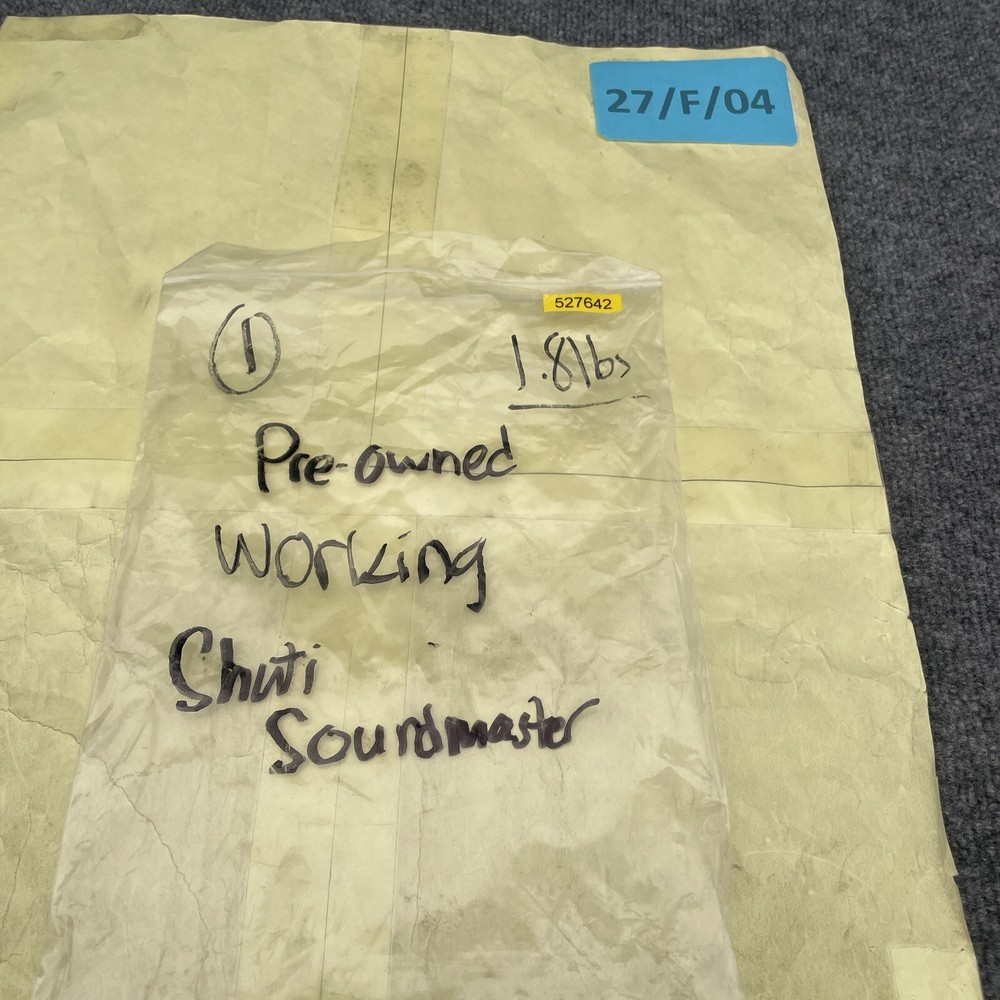 27/F/04
527642
1
1.8lbs
Pre-owned
Working
Shuti
Soundmaster